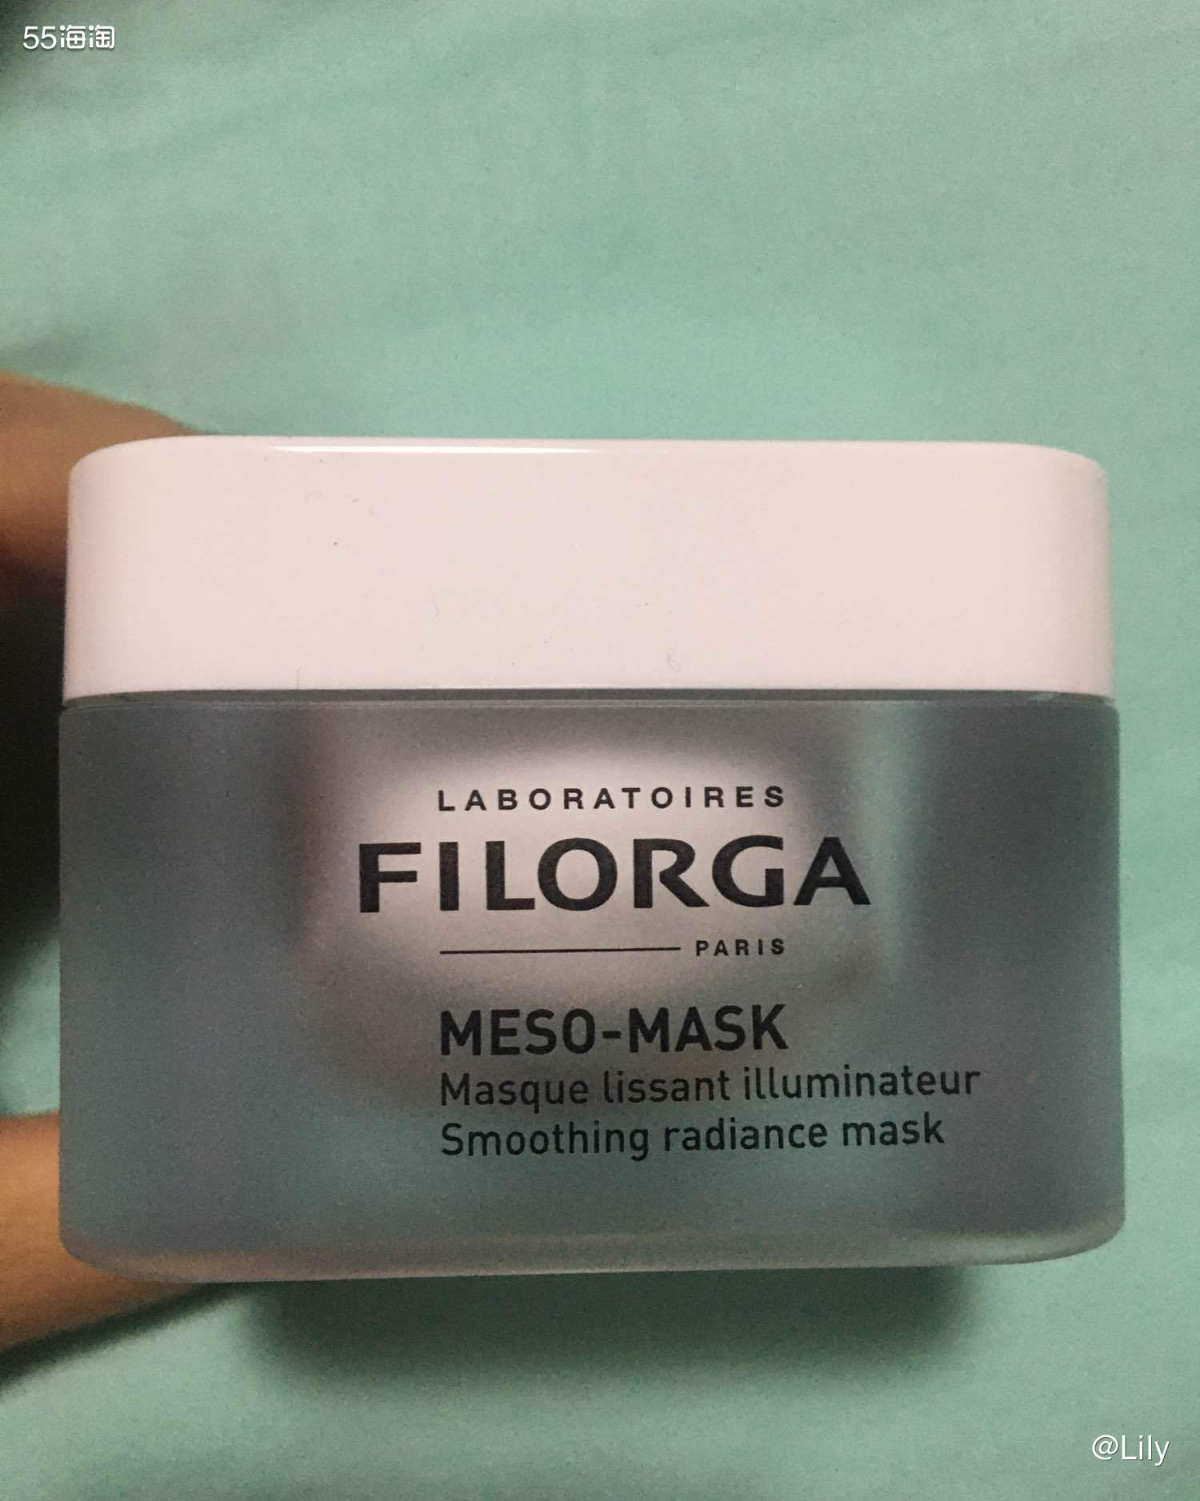 55海淘
LABORATOIRES
FILORGA
PARIS
MESO-MASK
Masque lissant illuminateur
Smoothing radiance mask
@Lily